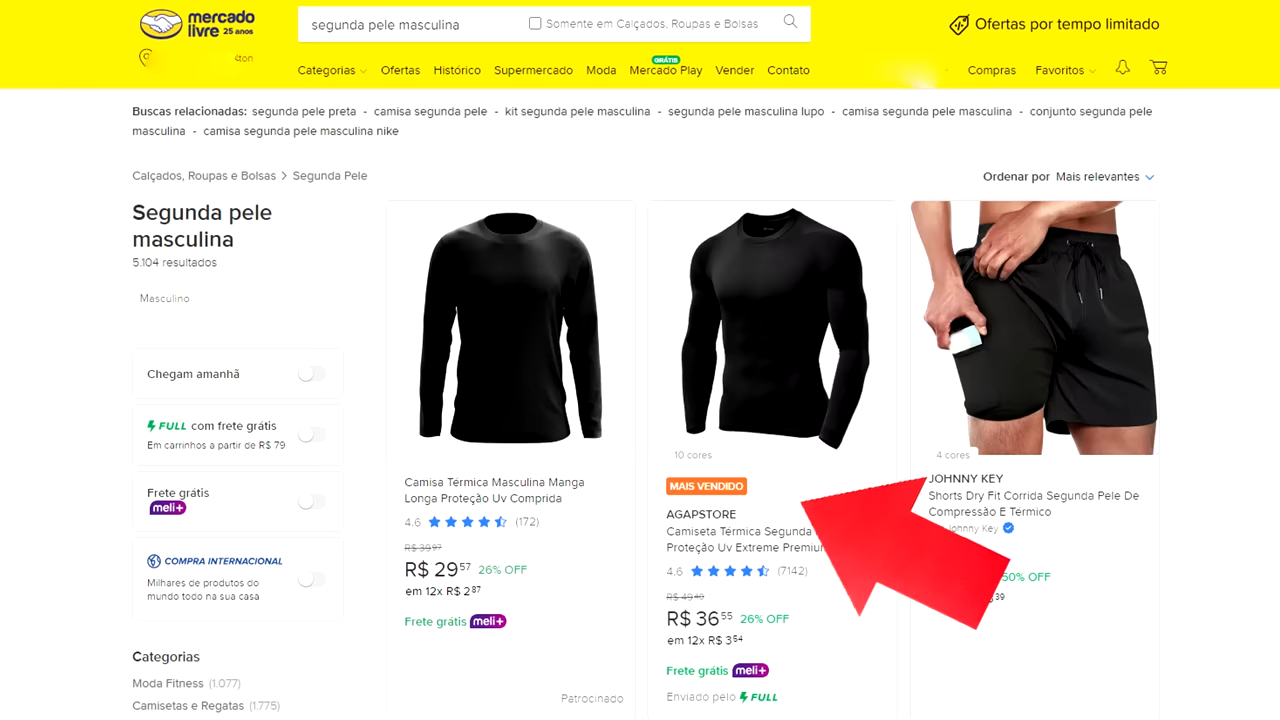 mercado
livre 25 anos
segunda pele masculina
Somente em Calçados, Roupas e Bolsas
Ofertas por tempo limitado
Categorias
Ofertas
Histórico
Supermercado
Moda
GRÁTIS
Mercado Play
Vender
Contato
Compras
Favoritos
Buscas relacionadas: segunda pele preta - camisa segunda pele - kit segunda pele masculina - segunda pele masculina lupo - camisa segunda pele masculina - conjunto segunda pele
masculina - camisa segunda pele masculina nike
Calçados, Roupas e Bolsas > Segunda Pele
Ordenar por Mais relevantes
Segunda pele
masculina
5.104 resultados
Masculino
Chegam amanhã
FULL com frete grátis
Em carrinhos a partir de R$ 79
Frete grátis
meli+
COMPRA INTERNACIONAL
Milhares de produtos do
mundo todo na sua casa
Categorias
Moda Fitness (1.077)
Camisetas e Regatas (1.775)
Camisa Térmica Masculina Manga
Longa Proteção Uv Comprida
4.6 (172)
R$ 39,97
R$ 29 57 26% OFF
em 12x R$ 2 87
Frete grátis meli+
Patrocinado
10 cores
MAIS VENDIDO
AGAPSTORE
Camiseta Térmica Segunda
Proteção Uv Extreme Premium
4.6 (7142)
R$ 49,40
R$ 36 55 26% OFF
em 12x R$ 3 54
Frete grátis meli+
Enviado pelo FULL
4 cores
JOHNNY KEY
Shorts Dry Fit Corrida Segunda Pele De
Compressão E Térmico
Johnny Key
50% OFF
39